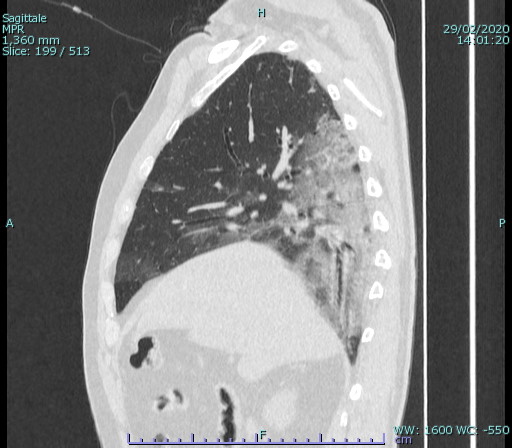 Sagittale
MPR
1,360 mm
Slice: 199 / 513
H
29/02/2020
14:01:20
A
P
F
WW: 1600 WC: -550
cm